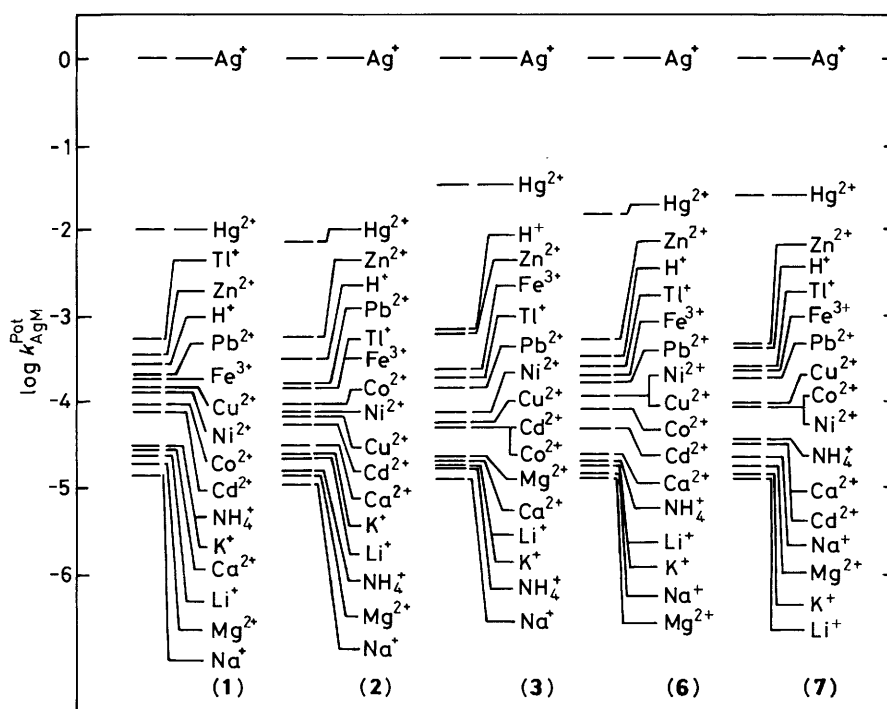 log k^Pot_AgM
0
-1
-2
-3
-4
-5
-6
Ag⁺
Hg²⁺
Tl⁺
Zn²⁺
H⁺
Pb²⁺
Fe³⁺
Cu²⁺
Ni²⁺
Co²⁺
Cd²⁺
NH₄⁺
K⁺
Ca²⁺
Li⁺
Mg²⁺
Na⁺
(1)
Ag⁺
Hg²⁺
Zn²⁺
H⁺
Pb²⁺
Tl⁺
Fe³⁺
Co²⁺
Ni²⁺
Cu²⁺
Cd²⁺
Ca²⁺
K⁺
Li⁺
NH₄⁺
Mg²⁺
Na⁺
(2)
Ag⁺
Hg²⁺
H⁺
Zn²⁺
Fe³⁺
Tl⁺
Pb²⁺
Ni²⁺
Cu²⁺
Cd²⁺
Co²⁺
Mg²⁺
Ca²⁺
Li⁺
K⁺
NH₄⁺
Na⁺
(3)
Ag⁺
Hg²⁺
Zn²⁺
H⁺
Tl⁺
Fe³⁺
Pb²⁺
Ni²⁺
Cu²⁺
Co²⁺
Cd²⁺
Ca²⁺
NH₄⁺
Li⁺
K⁺
Na⁺
Mg²⁺
(6)
Ag⁺
Hg²⁺
Zn²⁺
H⁺
Tl⁺
Fe³⁺
Pb²⁺
Cu²⁺
Co²⁺
Ni²⁺
NH₄⁺
Ca²⁺
Cd²⁺
Na⁺
Mg²⁺
K⁺
Li⁺
(7)